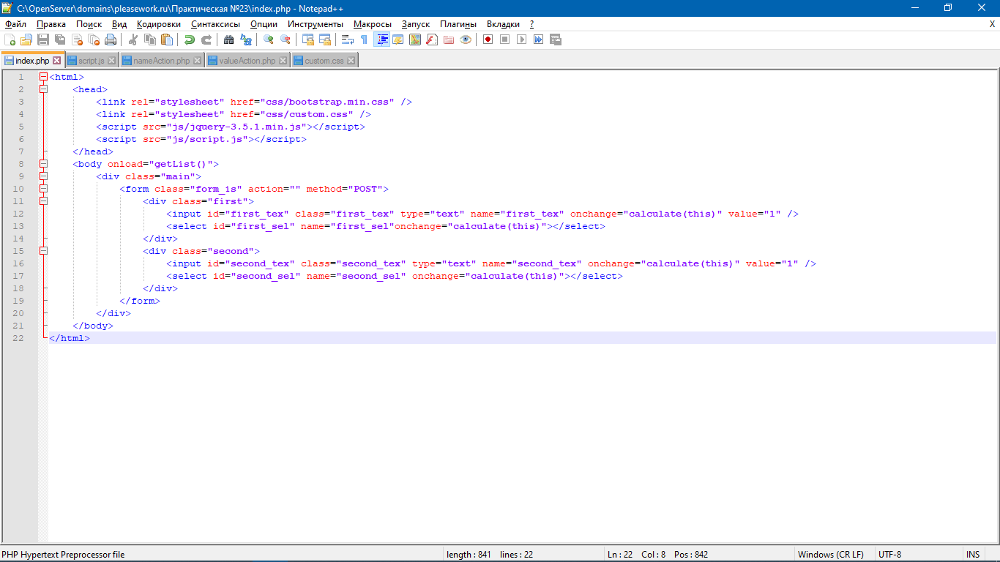 C:\OpenServer\domains\pleasework.ru\Практическая №23\index.php - Notepad++
Файл Правка Поиск Вид Кодировки Синтаксисы Опции Инструменты Макросы Запуск Плагины Вкладки ? X
index.php script.js nameAction.php valueAction.php custom.css
1 <html>
2 <head>
3 <link rel="stylesheet" href="css/bootstrap.min.css" />
4 <link rel="stylesheet" href="css/custom.css" />
5 <script src="js/jquery-3.5.1.min.js"></script>
6 <script src="js/script.js"></script>
7 </head>
8 <body onload="getList()">
9 <div class="main">
10 <form class="form_is" action="" method="POST">
11 <div class="first">
12 <input id="first_tex" class="first_tex" type="text" name="first_tex" onchange="calculate(this)" value="1" />
13 <select id="first_sel" name="first_sel"onchange="calculate(this)"></select>
14 </div>
15 <div class="second">
16 <input id="second_tex" class="second_tex" type="text" name="second_tex" onchange="calculate(this)" value="1" />
17 <select id="second_sel" name="second_sel" onchange="calculate(this)"></select>
18 </div>
19 </form>
20 </div>
21 </body>
22 </html>
PHP Hypertext Preprocessor file length : 841 lines : 22 Ln : 22 Col : 8 Pos : 842 Windows (CR LF) UTF-8 INS